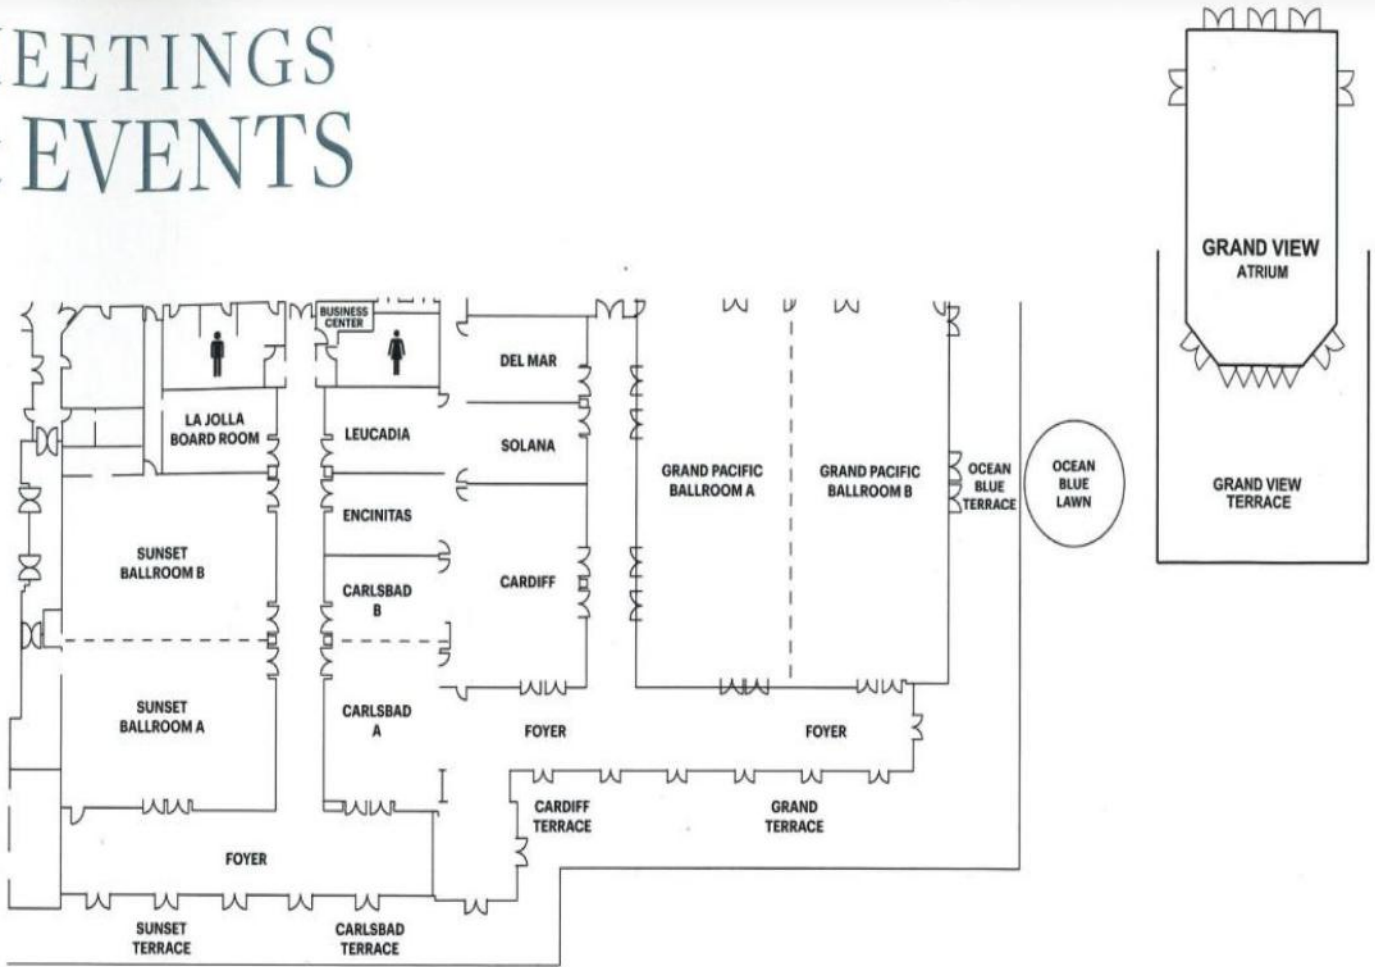 EETINGS
EVENTS
GRAND VIEW
ATRIUM
BUSINESS
CENTER
DEL MAR
LA JOLLA
BOARD ROOM
LEUCADIA
SOLANA
GRAND PACIFIC
BALLROOM A
GRAND PACIFIC
BALLROOM B
OCEAN
BLUE
TERRACE
OCEAN
BLUE
LAWN
GRAND VIEW
TERRACE
ENCINITAS
SUNSET
BALLROOM B
CARLSBAD
B
CARDIFF
SUNSET
BALLROOM A
CARLSBAD
A
FOYER
FOYER
CARDIFF
TERRACE
GRAND
TERRACE
FOYER
SUNSET
TERRACE
CARLSBAD
TERRACE